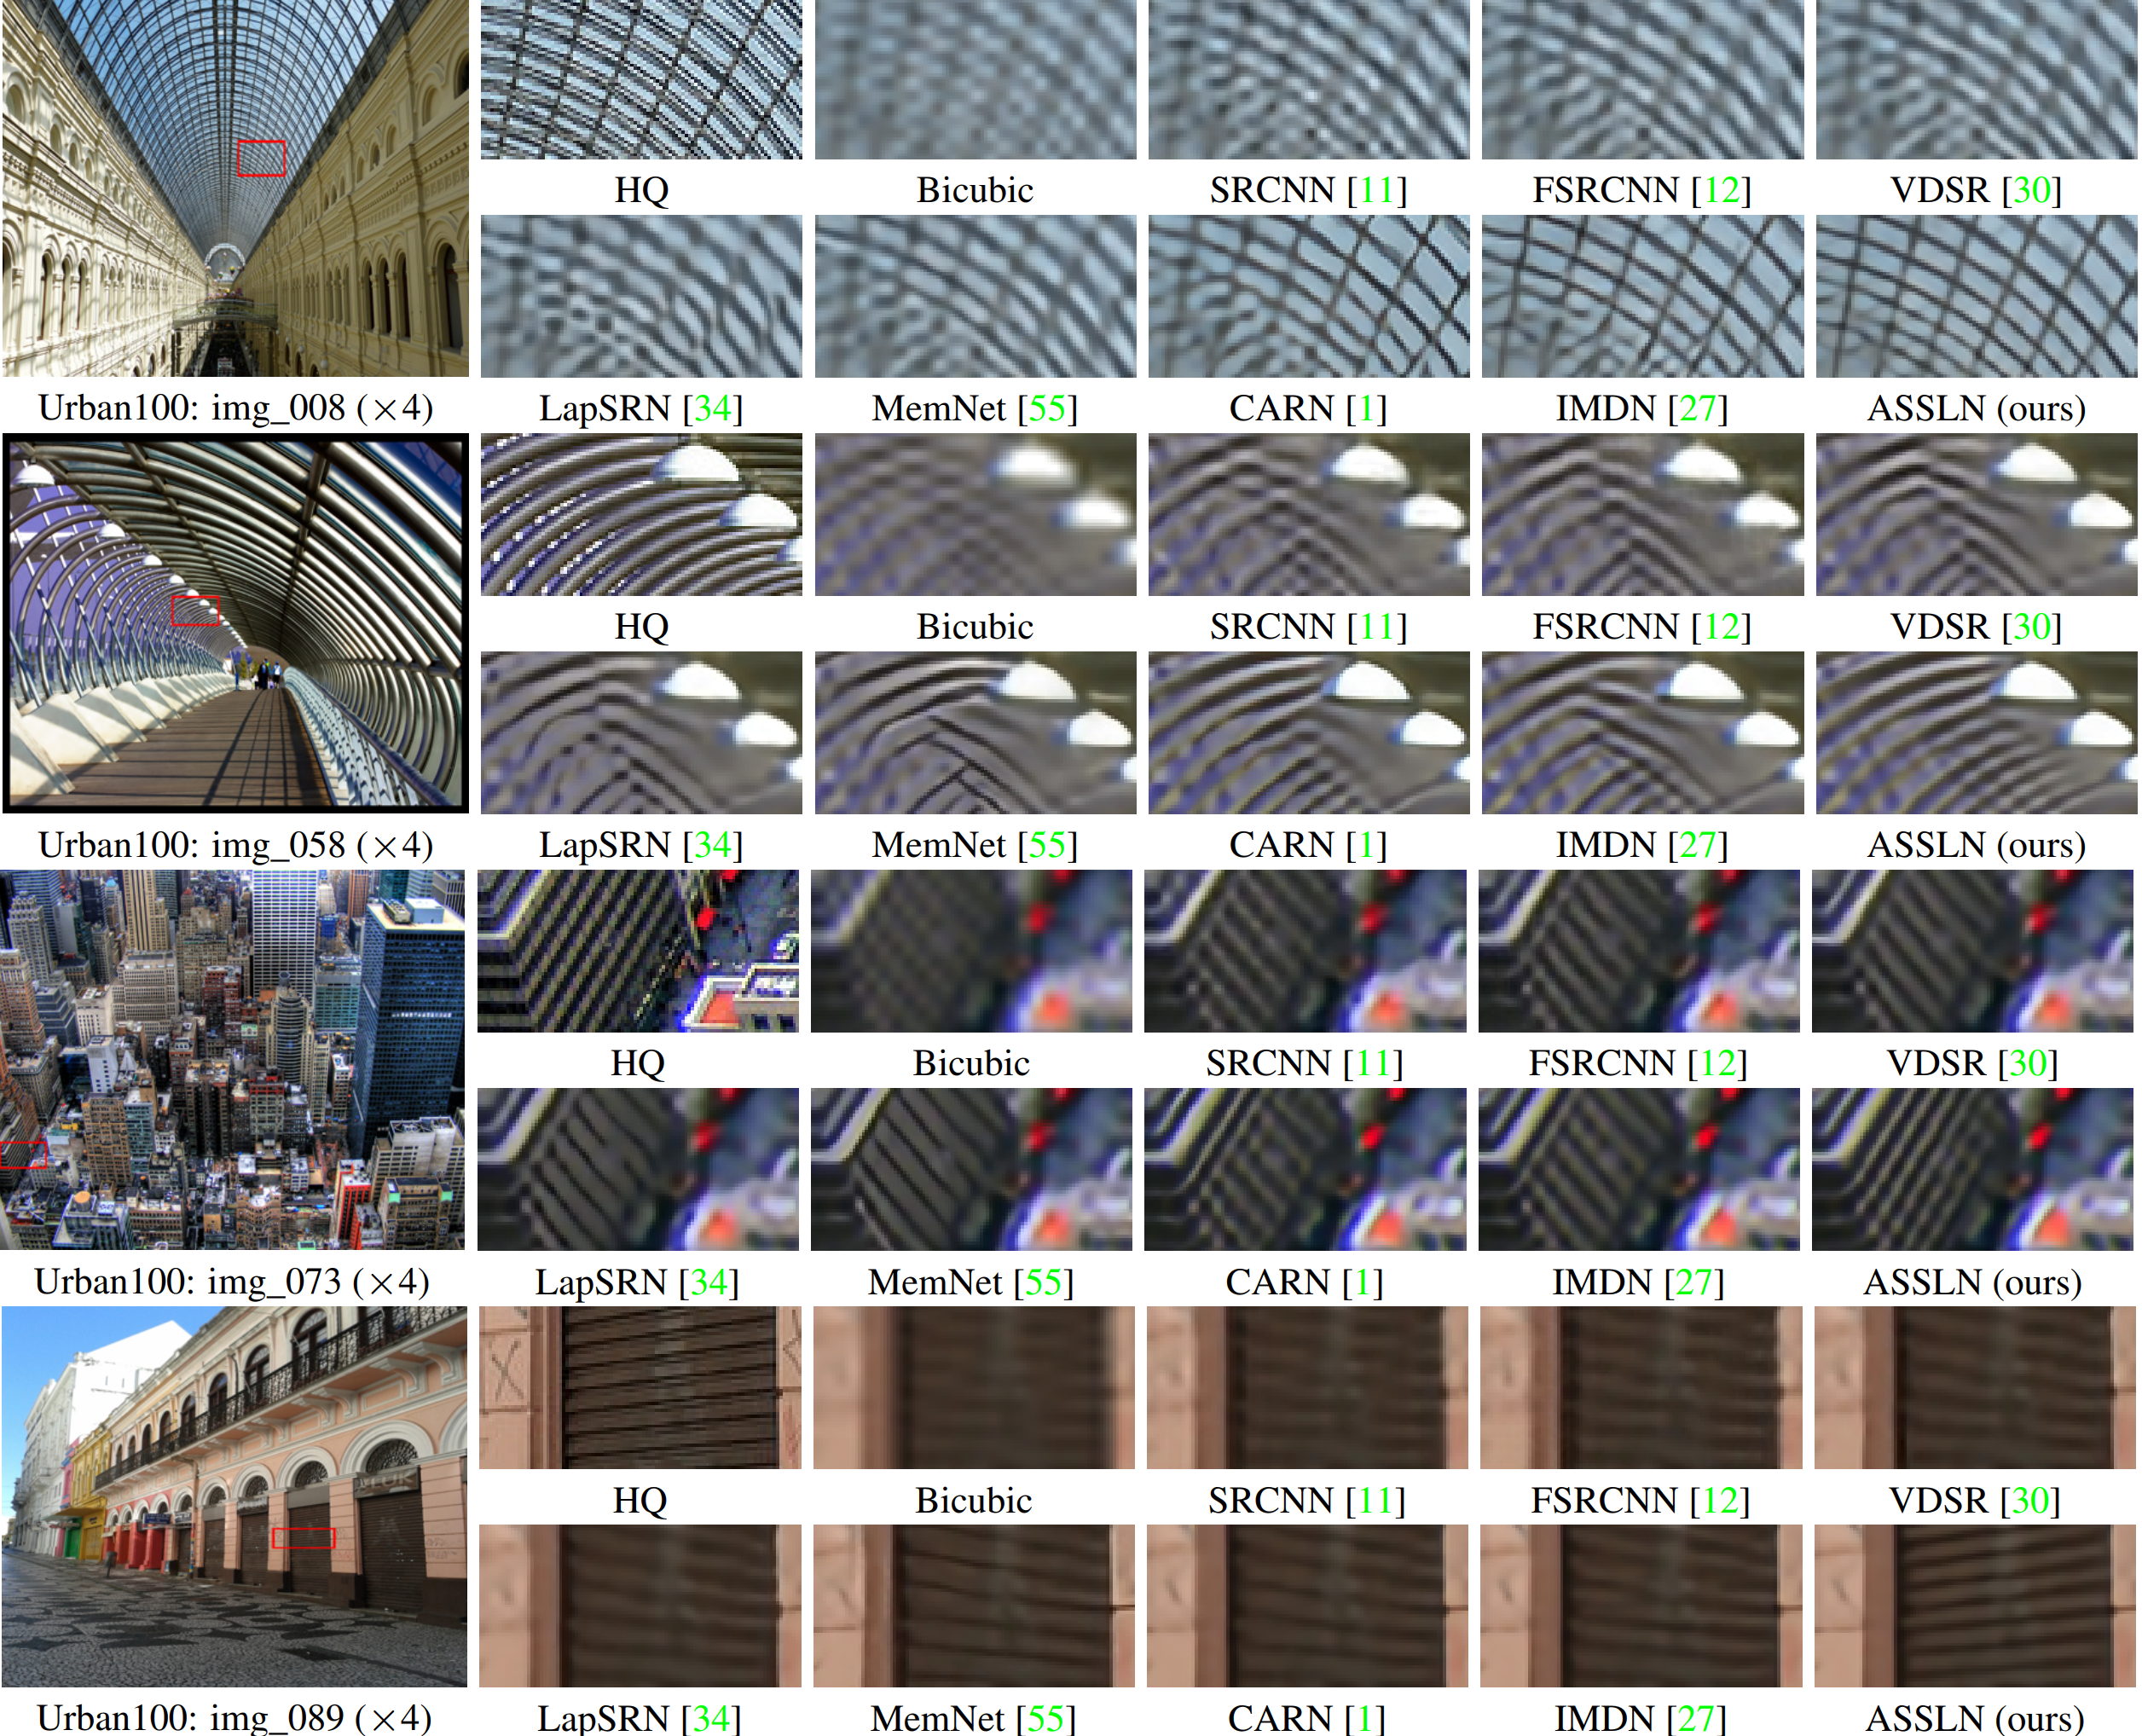 HQ Bicubic SRCNN [11] FSRCNN [12] VDSR [30]
Urban100: img_008 (×4) LapSRN [34] MemNet [55] CARN [1] IMDN [27] ASSLN (ours)
HQ Bicubic SRCNN [11] FSRCNN [12] VDSR [30]
Urban100: img_058 (×4) LapSRN [34] MemNet [55] CARN [1] IMDN [27] ASSLN (ours)
HQ Bicubic SRCNN [11] FSRCNN [12] VDSR [30]
Urban100: img_073 (×4) LapSRN [34] MemNet [55] CARN [1] IMDN [27] ASSLN (ours)
HQ Bicubic SRCNN [11] FSRCNN [12] VDSR [30]
Urban100: img_089 (×4) LapSRN [34] MemNet [55] CARN [1] IMDN [27] ASSLN (ours)